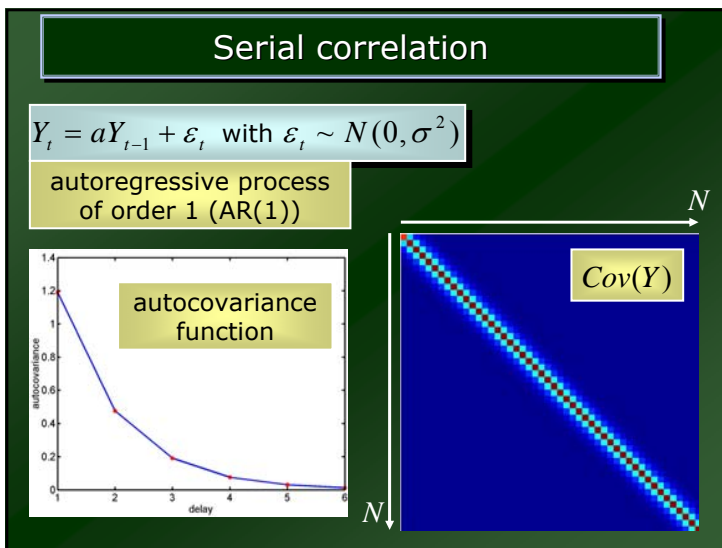 Serial correlation
Y_t = aY_{t-1} + ε_t with ε_t ~ N(0, σ²)
autoregressive process
of order 1 (AR(1))
N
1.4
1.2
1
0.8
0.6
0.4
0.2
0
autocovariance
autocovariance
function
1 2 3 4 5 6
delay
Cov(Y)
N